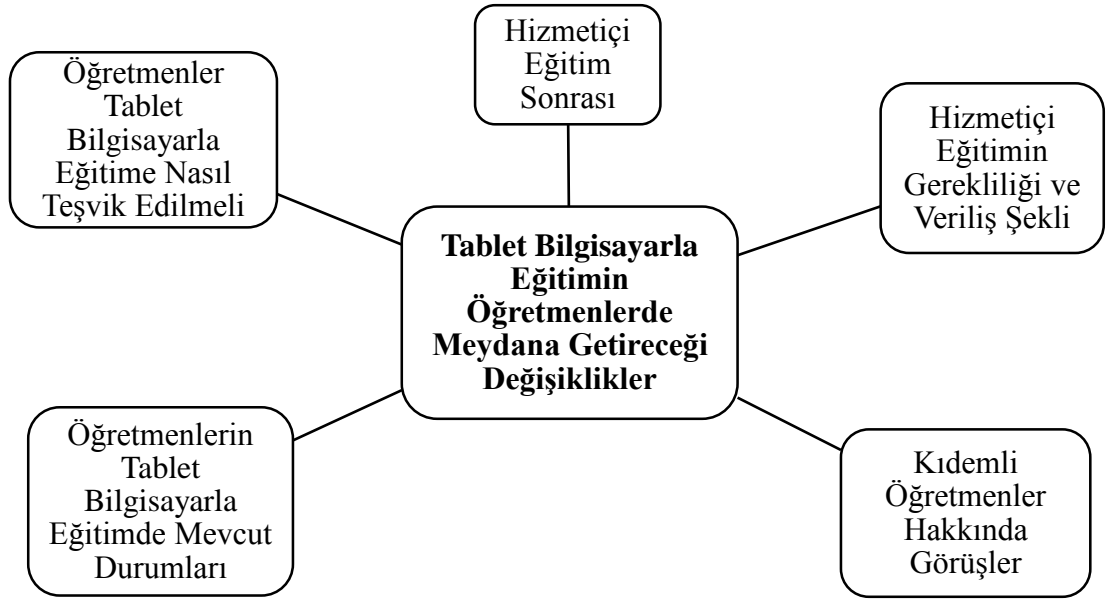 Hizmetiçi
Eğitim
Sonrası
Öğretmenler
Tablet
Bilgisayarla
Eğitime Nasıl
Teşvik Edilmeli
Hizmetiçi
Eğitimin
Gerekliliği ve
Veriliş Şekli
Tablet Bilgisayarla
Eğitimin
Öğretmenlerde
Meydana Getireceği
Değişiklikler
Öğretmenlerin
Tablet
Bilgisayarla
Eğitimde Mevcut
Durumları
Kıdemli
Öğretmenler
Hakkında
Görüşler